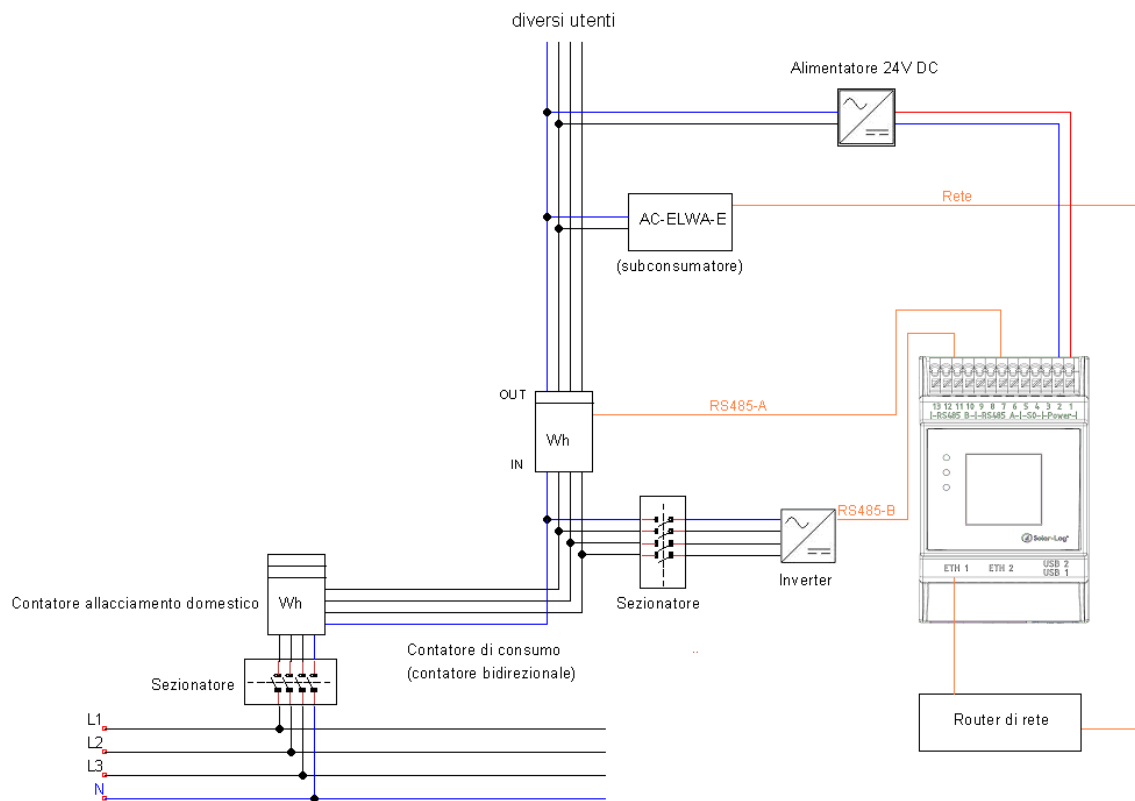 diversi utenti
Alimentatore 24V DC
Rete
AC-ELWA-E
(subconsumatore)
OUT
RS485-A
13 12 11 10 9 8 7 6 5 4 3 2 1
|-RS485 B-|-RS485 A-|-S0-|-Power-|
Wh
IN
RS485-B
Solar-Log®
ETH 1 ETH 2 USB 2
USB 1
Inverter
Sezionatore
Contatore allacciamento domestico
Wh
Contatore di consumo
(contatore bidirezionale)
..
Sezionatore
Router di rete
L1
L2
L3
N